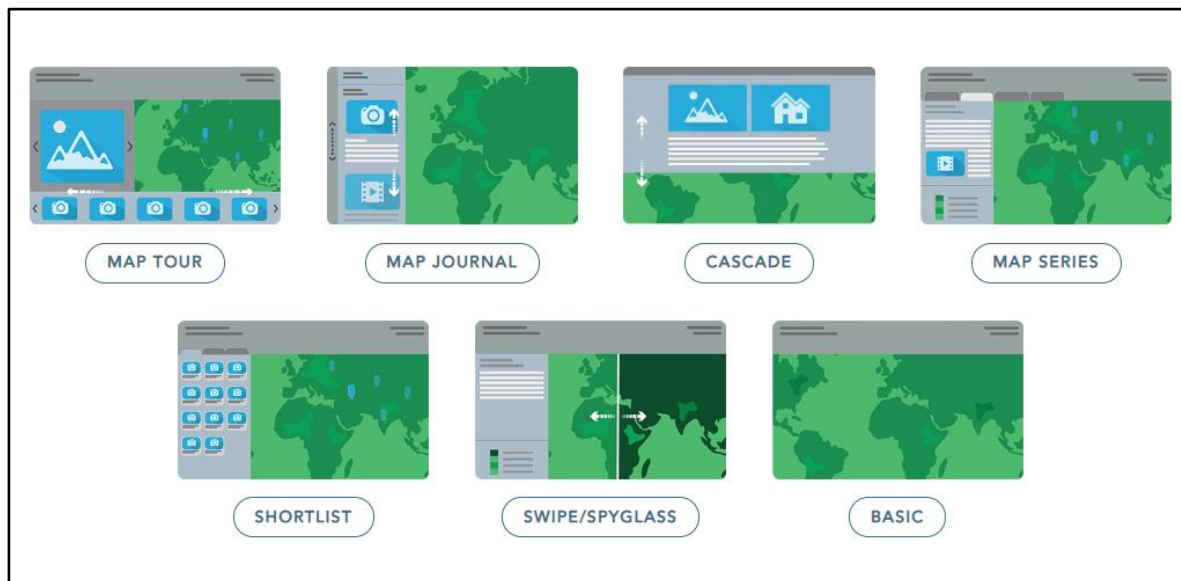 MAP TOUR
MAP JOURNAL
CASCADE
MAP SERIES
SHORTLIST
SWIPE/SPYGLASS
BASIC